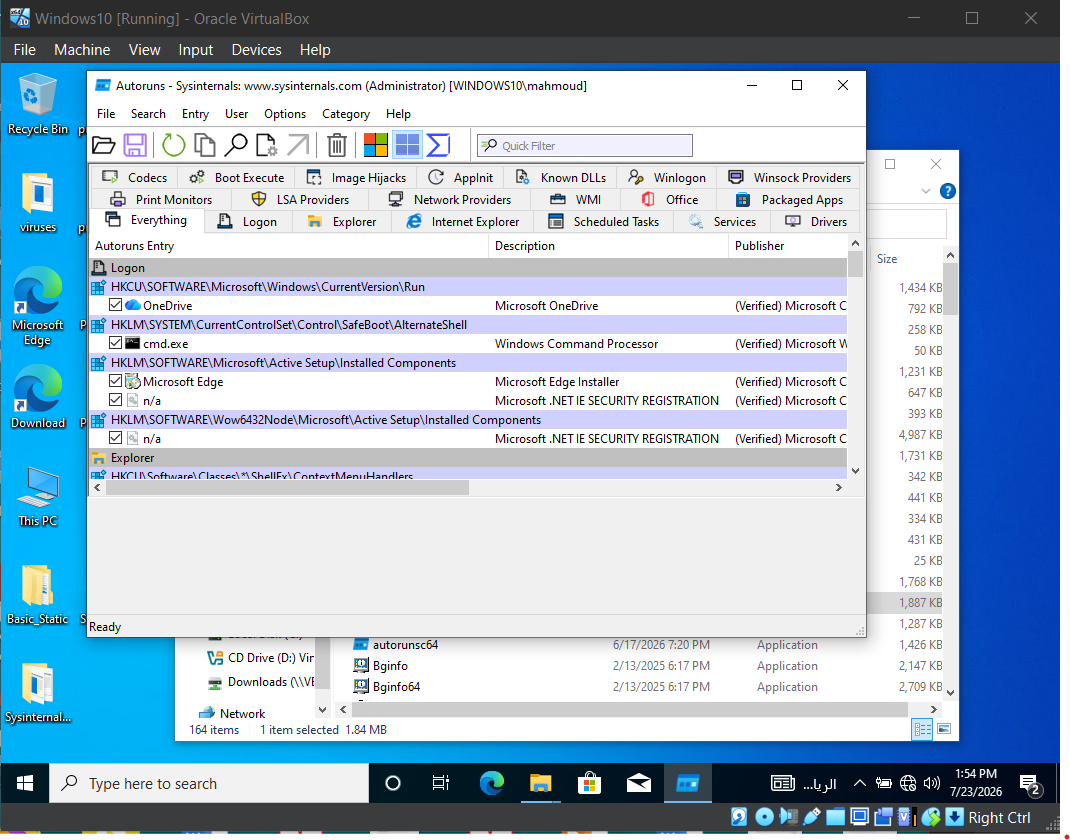 Windows10 [Running] - Oracle VirtualBox
File Machine View Input Devices Help
Recycle Bin
viruses
Microsoft Edge
Download
This PC
Basic_Static
Sysinternal...
Autoruns - Sysinternals: www.sysinternals.com (Administrator) [WINDOWS10\mahmoud]
File Search Entry User Options Category Help
Quick Filter
Codecs Boot Execute Image Hijacks AppInit Known DLLs Winlogon Winsock Providers
Print Monitors LSA Providers Network Providers WMI Office Packaged Apps
Everything Logon Explorer Internet Explorer Scheduled Tasks Services Drivers
Autoruns Entry Description Publisher
Logon
HKCU\SOFTWARE\Microsoft\Windows\CurrentVersion\Run
OneDrive Microsoft OneDrive (Verified) Microsoft C
HKLM\SYSTEM\CurrentControlSet\Control\SafeBoot\AlternateShell
cmd.exe Windows Command Processor (Verified) Microsoft W
HKLM\SOFTWARE\Microsoft\Active Setup\Installed Components
Microsoft Edge Microsoft Edge Installer (Verified) Microsoft C
n/a Microsoft .NET IE SECURITY REGISTRATION (Verified) Microsoft C
HKLM\SOFTWARE\Wow6432Node\Microsoft\Active Setup\Installed Components
n/a Microsoft .NET IE SECURITY REGISTRATION (Verified) Microsoft C
Explorer
HKCU\Software\Classes\*\ShellEx\ContextMenuHandlers
Ready
Size
1,434 KB
792 KB
258 KB
50 KB
1,231 KB
647 KB
393 KB
4,987 KB
1,731 KB
342 KB
441 KB
334 KB
431 KB
25 KB
1,768 KB
1,887 KB
1,287 KB
autorunsc64 6/17/2026 7:20 PM Application 1,426 KB
Bginfo 2/13/2025 6:17 PM Application 2,147 KB
Bginfo64 2/13/2025 6:17 PM Application 2,709 KB
CD Drive (D:) Vir
Downloads (\\VE
Network
164 items 1 item selected 1.84 MB
Type here to search
الريا...
1:54 PM
7/23/2026
2
Right Ctrl